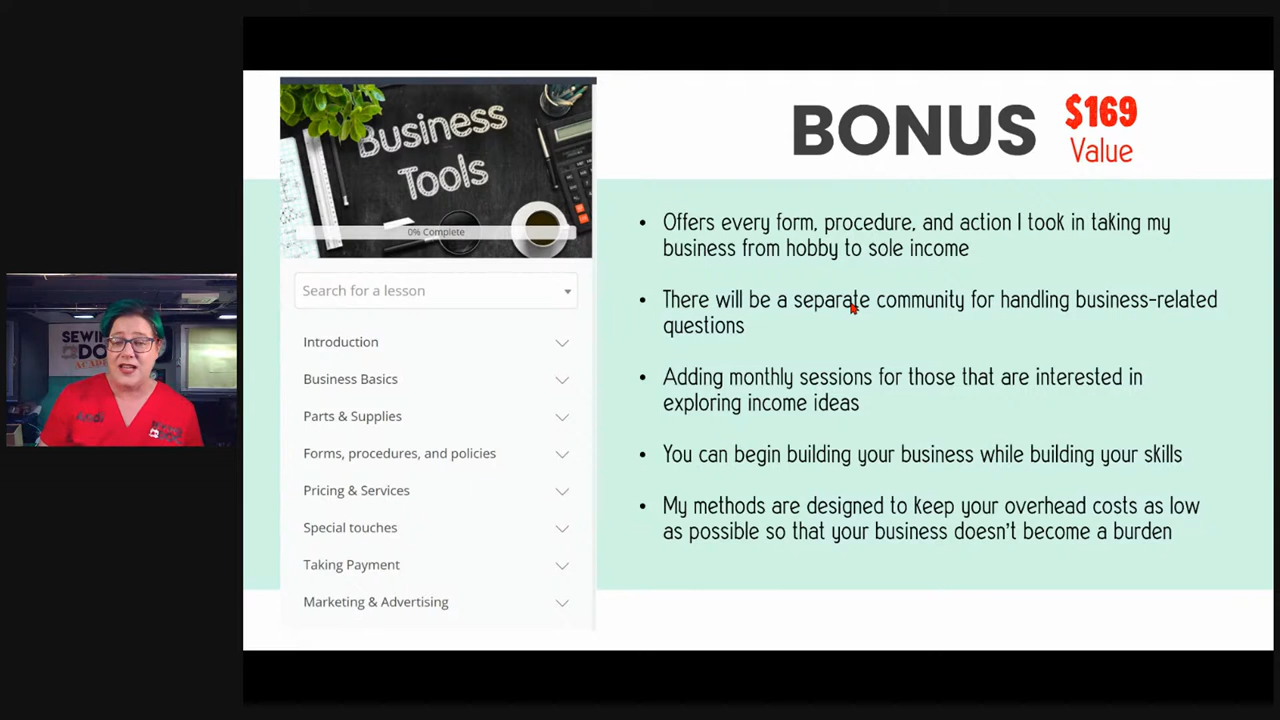 Business
Tools
0% Complete
Search for a lesson
Introduction
Business Basics
Parts & Supplies
Forms, procedures, and policies
Pricing & Services
Special touches
Taking Payment
Marketing & Advertising
BONUS
$169
Value
• Offers every form, procedure, and action I took in taking my
business from hobby to sole income
• There will be a separate community for handling business-related
questions
• Adding monthly sessions for those that are interested in
exploring income ideas
• You can begin building your business while building your skills
• My methods are designed to keep your overhead costs as low
as possible so that your business doesn't become a burden